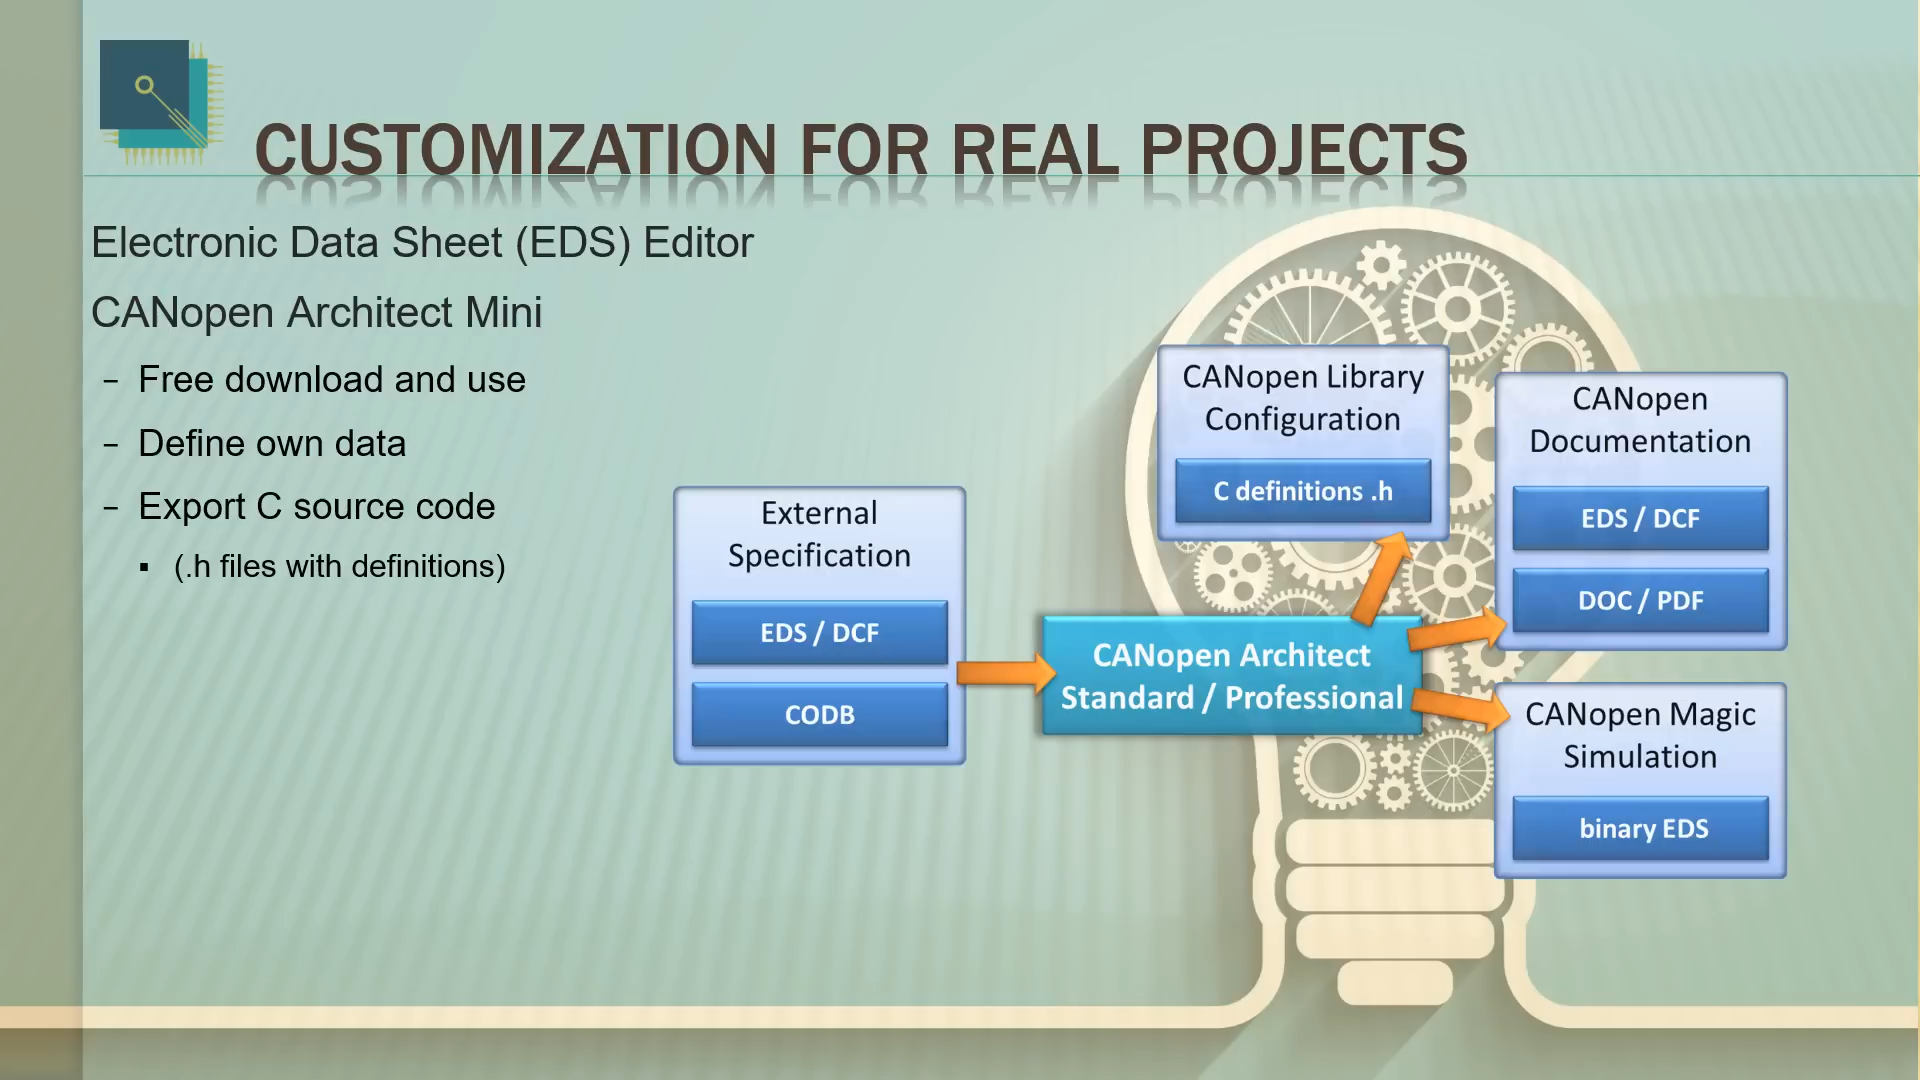 CUSTOMIZATION FOR REAL PROJECTS
Electronic Data Sheet (EDS) Editor
CANopen Architect Mini
– Free download and use
– Define own data
– Export C source code
▪ (.h files with definitions)
External
Specification
EDS / DCF
CODB
CANopen Architect
Standard / Professional
CANopen Library
Configuration
C definitions .h
CANopen
Documentation
EDS / DCF
DOC / PDF
CANopen Magic
Simulation
binary EDS